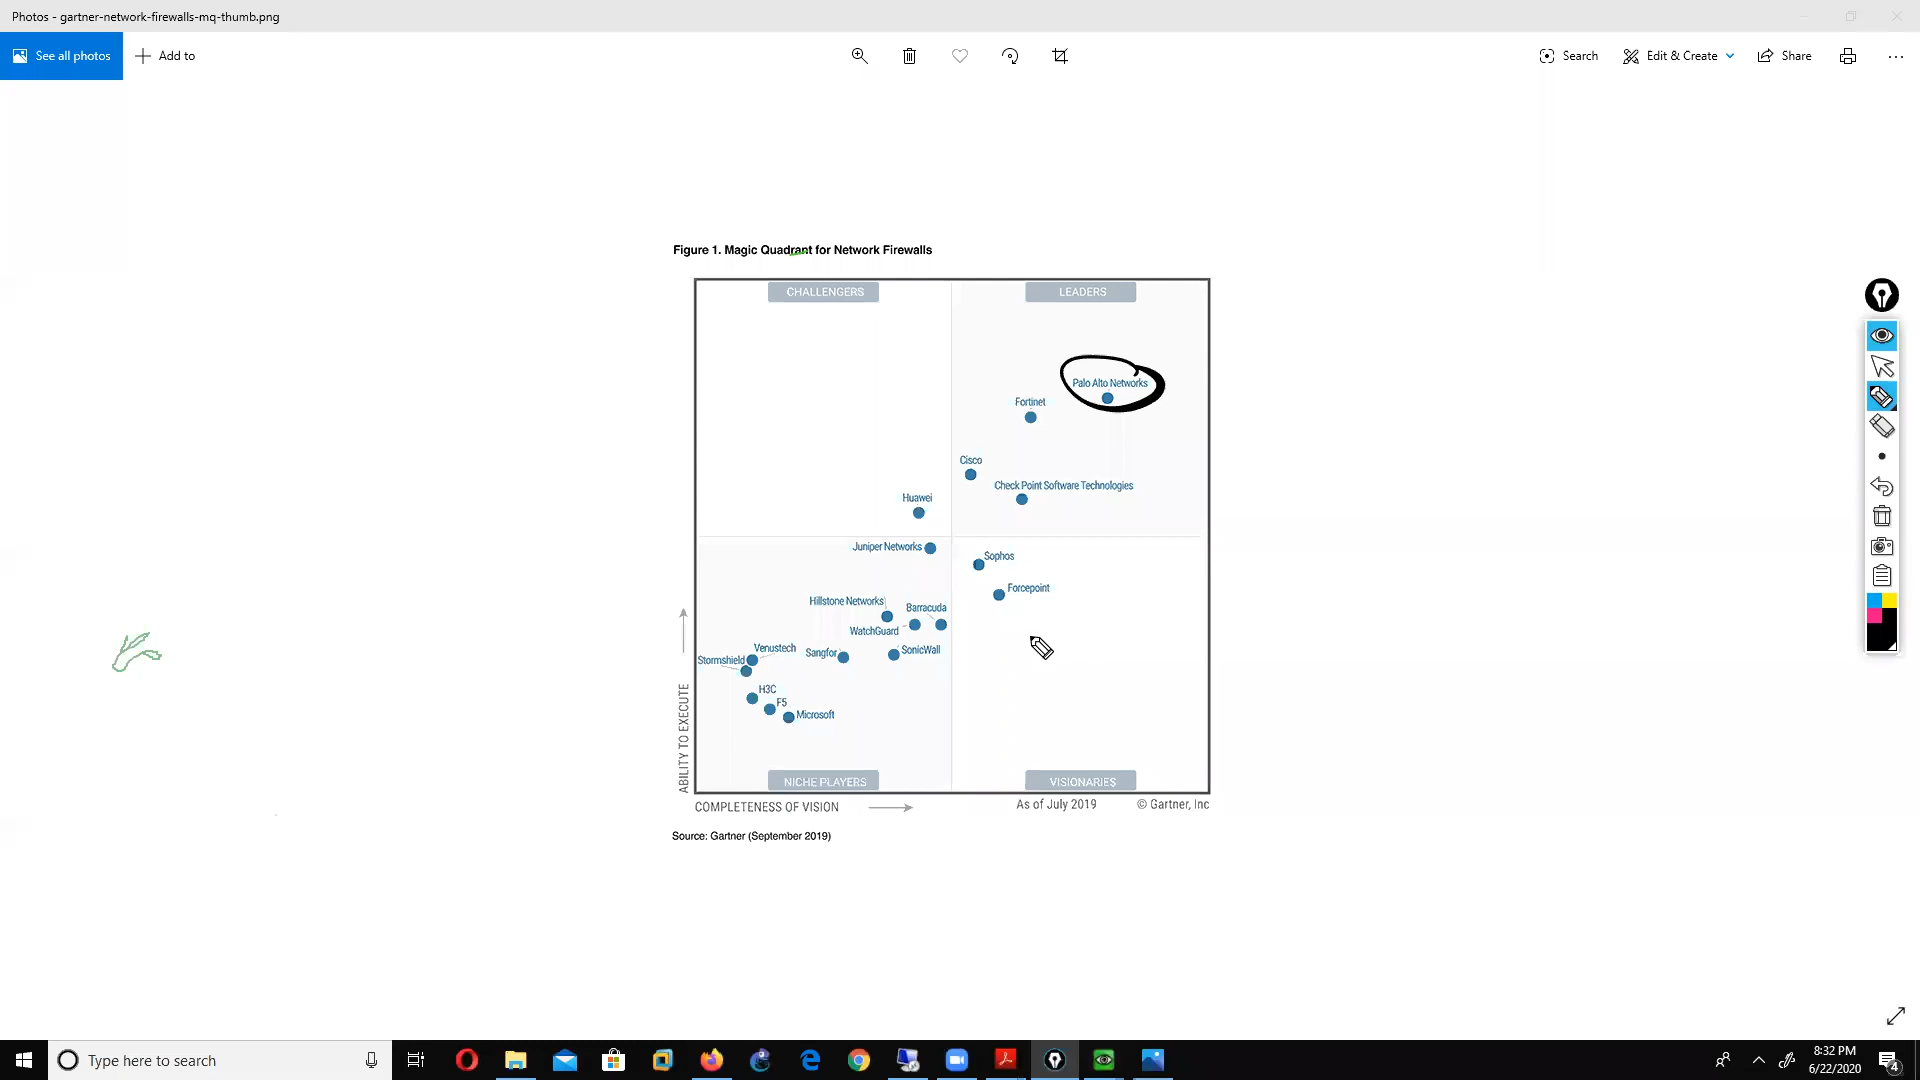 Photos - gartner-network-firewalls-mq-thumb.png
See all photos
Add to
Search
Edit & Create
Share
Figure 1. Magic Quadrant for Network Firewalls
CHALLENGERS
LEADERS
Palo Alto Networks
Fortinet
Cisco
Check Point Software Technologies
Huawei
Juniper Networks
Sophos
Forcepoint
Hillstone Networks
Barracuda
WatchGuard
Venustech
Sangfor
SonicWall
Stormshield
H3C
F5
Microsoft
ABILITY TO EXECUTE
NICHE PLAYERS
VISIONARIES
COMPLETENESS OF VISION
As of July 2019
© Gartner, Inc
Source: Gartner (September 2019)
Type here to search
8:32 PM
6/22/2020
4